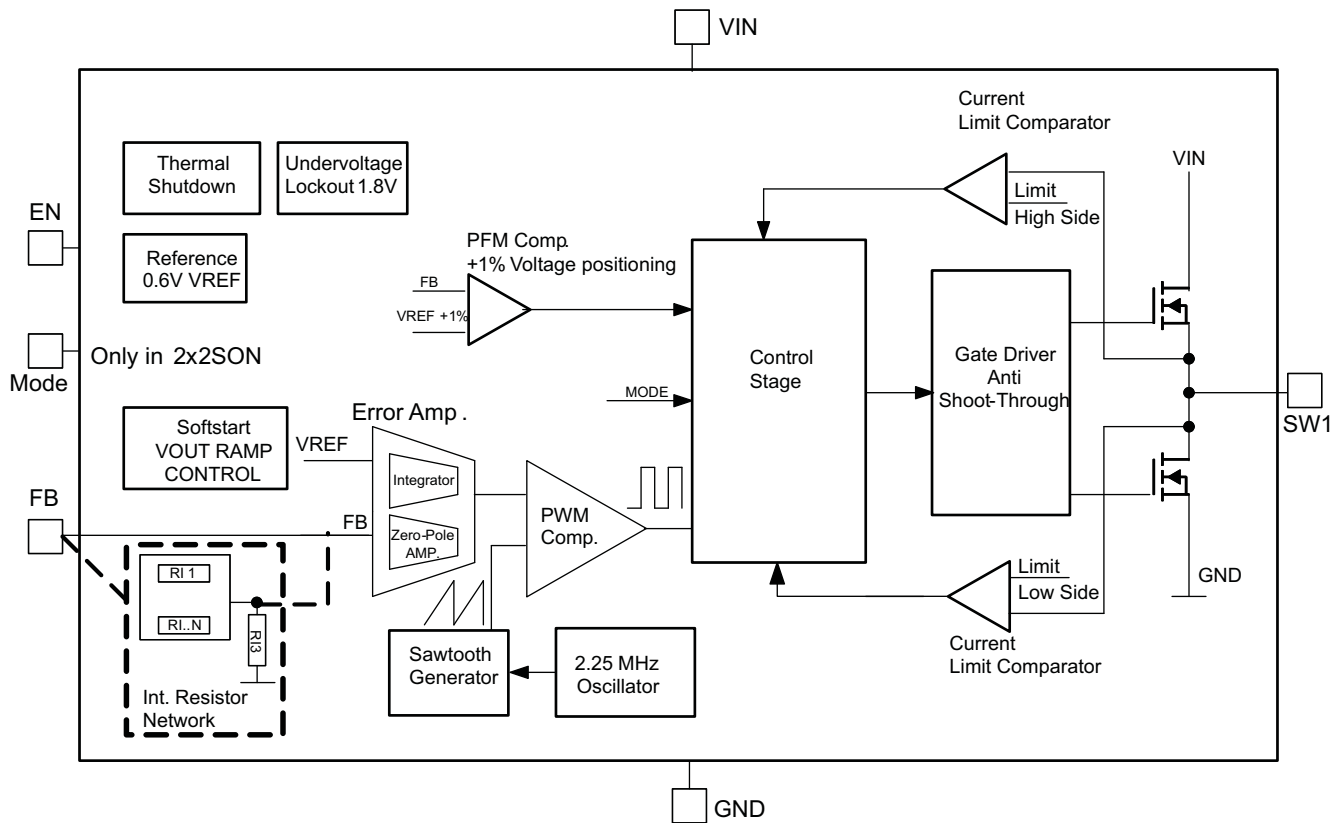 VIN
Current
Limit Comparator
Thermal
Shutdown
Undervoltage
Lockout 1.8V
VIN
Limit
High Side
EN
Reference
0.6V VREF
PFM Comp.
+1% Voltage positioning
FB
VREF +1%
Mode
Only in 2x2SON
Control
Stage
Gate Driver
Anti
Shoot-Through
MODE
SW1
Softstart
VOUT RAMP
CONTROL
Error Amp .
VREF
Integrator
FB
FB
Zero-Pole
AMP.
PWM
Comp.
RI 1
RI..N
RI3
Int. Resistor
Network
Sawtooth
Generator
2.25 MHz
Oscillator
Limit
Low Side
GND
Current
Limit Comparator
GND